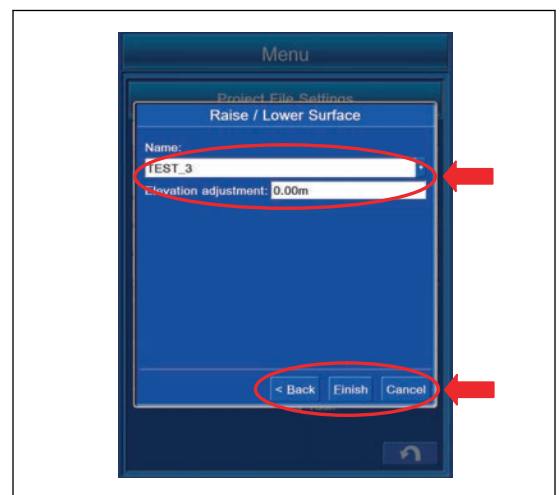 Menu
Project File Settings
Raise / Lower Surface
Name:
TEST_3
Elevation adjustment: 0.00m
< Back Finish Cancel